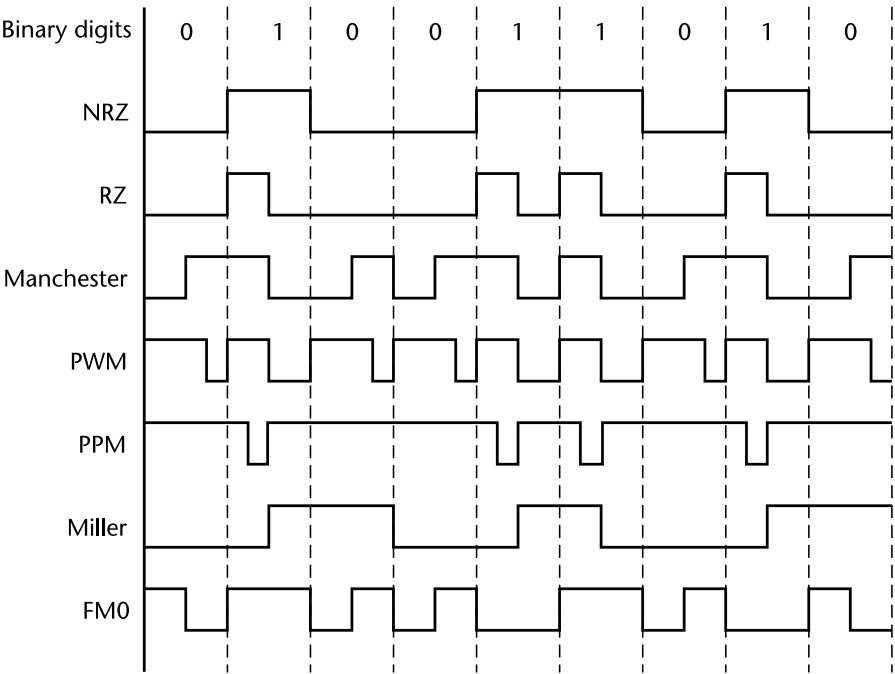 Binary digits 0 1 0 0 1 1 0 1 0
NRZ
RZ
Manchester
PWM
PPM
Miller
FM0